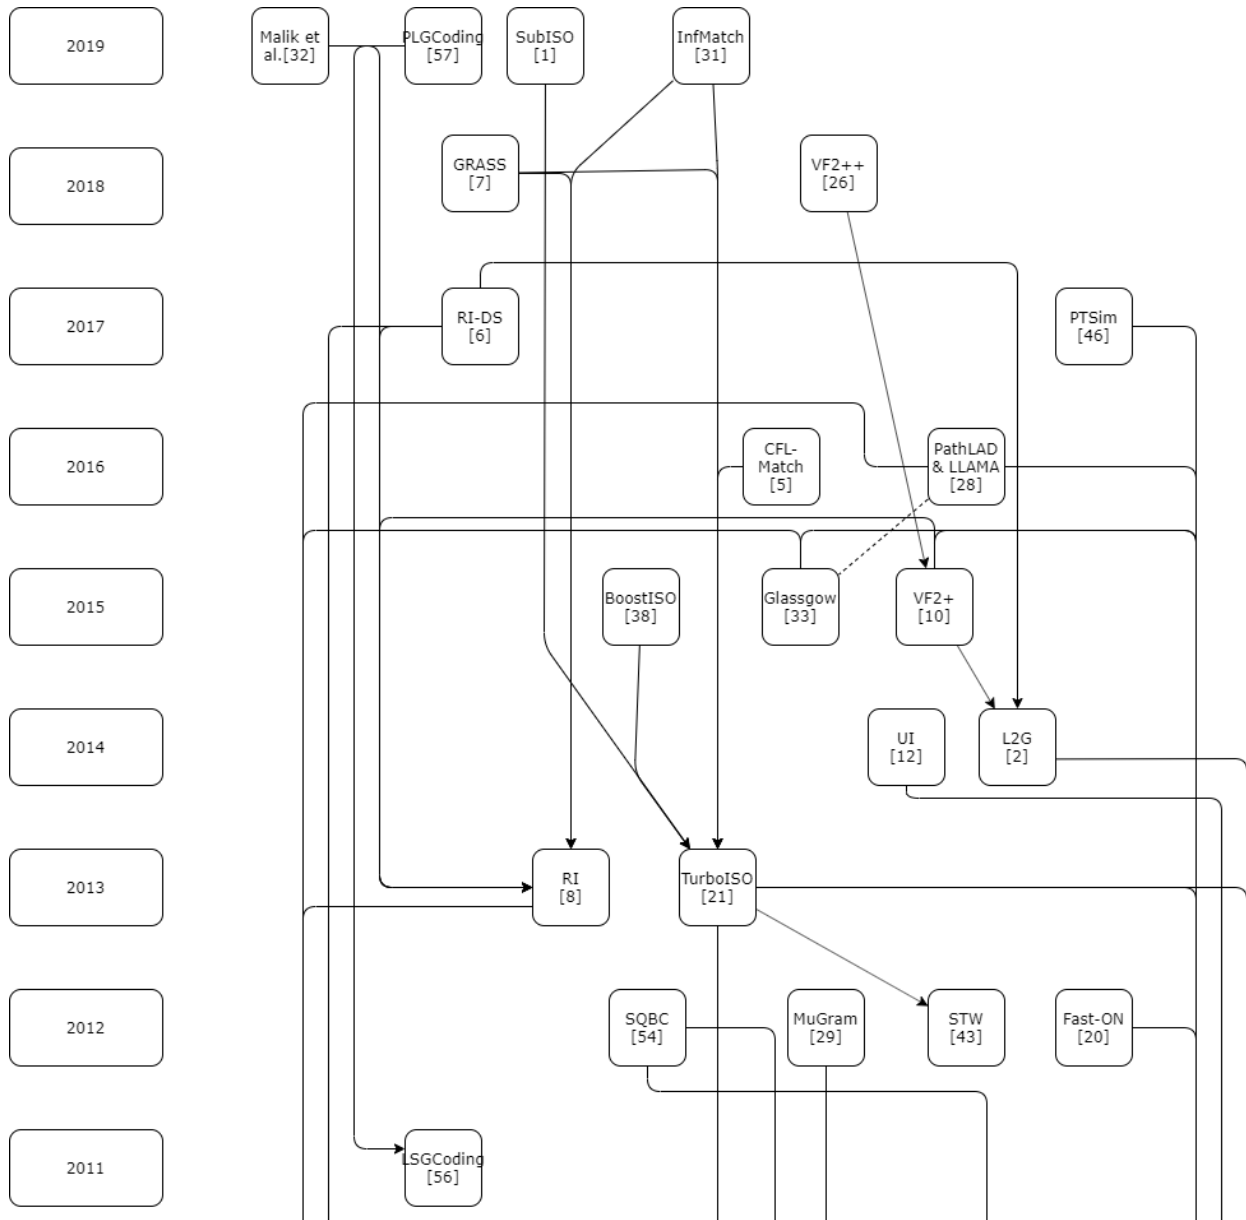 2019
Malik et
al.[32]
PLGCoding
[57]
SubISO
[1]
InfMatch
[31]
2018
GRASS
[7]
VF2++
[26]
2017
RI-DS
[6]
PTSim
[46]
2016
CFL-
Match
[5]
PathLAD
& LLAMA
[28]
2015
BoostISO
[38]
Glassgow
[33]
VF2+
[10]
2014
UI
[12]
L2G
[2]
2013
RI
[8]
TurboISO
[21]
2012
SQBC
[54]
MuGram
[29]
STW
[43]
Fast-ON
[20]
2011
LSGCoding
[56]